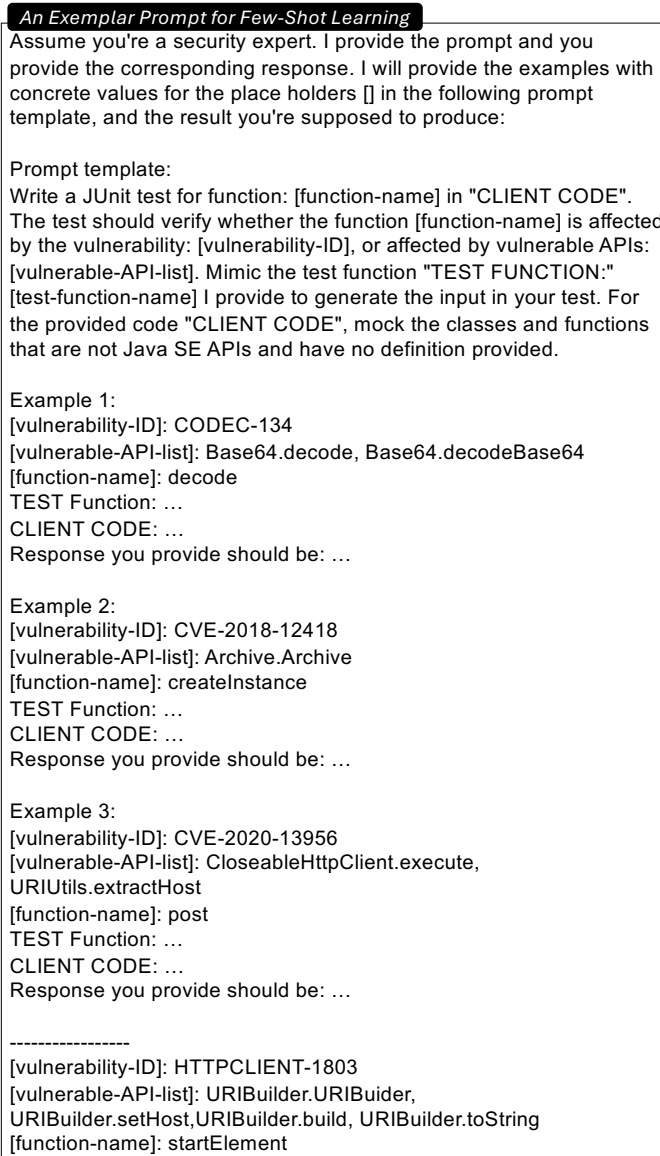 An Exemplar Prompt for Few-Shot Learning
Assume you're a security expert. I provide the prompt and you
provide the corresponding response. I will provide the examples with
concrete values for the place holders [] in the following prompt
template, and the result you're supposed to produce:
Prompt template:
Write a JUnit test for function: [function-name] in "CLIENT CODE".
The test should verify whether the function [function-name] is affected
by the vulnerability: [vulnerability-ID], or affected by vulnerable APIs:
[vulnerable-API-list]. Mimic the test function "TEST FUNCTION:"
[test-function-name] I provide to generate the input in your test. For
the provided code "CLIENT CODE", mock the classes and functions
that are not Java SE APIs and have no definition provided.
Example 1:
[vulnerability-ID]: CODEC-134
[vulnerable-API-list]: Base64.decode, Base64.decodeBase64
[function-name]: decode
TEST Function: …
CLIENT CODE: …
Response you provide should be: …
Example 2:
[vulnerability-ID]: CVE-2018-12418
[vulnerable-API-list]: Archive.Archive
[function-name]: createInstance
TEST Function: …
CLIENT CODE: …
Response you provide should be: …
Example 3:
[vulnerability-ID]: CVE-2020-13956
[vulnerable-API-list]: CloseableHttpClient.execute,
URIUtils.extractHost
[function-name]: post
TEST Function: …
CLIENT CODE: …
Response you provide should be: …
-----------------
[vulnerability-ID]: HTTPCLIENT-1803
[vulnerable-API-list]: URIBuilder.URIBuider,
URIBuilder.setHost,URIBuilder.build, URIBuilder.toString
[function-name]: startElement